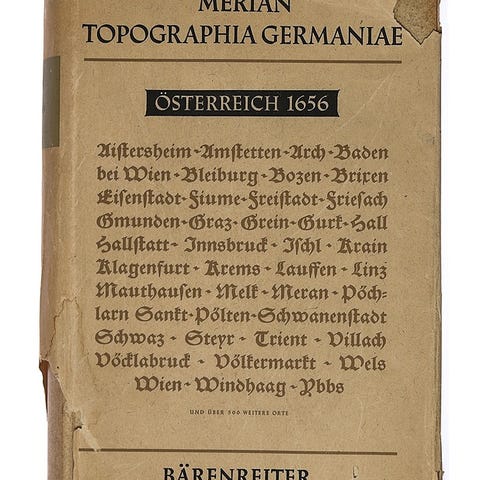 MERIAN
TOPOGRAPHIA GERMANIAE
ÖSTERREICH 1656
Aistersheim · Amstetten · Arch · Baden
bei Wien · Bleiburg · Bozen · Brixen
Eisenstadt · Fiume · Freistadt · Friesach
Gmunden · Graz · Grein · Gurk · Hall
Hallstatt · Innsbruck · Ischl · Krain
Klagenfurt · Krems · Lauffen · Linz
Mauthausen · Melk · Meran · Pöch-
larn Sankt-Pölten · Schwanenstadt
Schwaz · Steyr · Trient · Villach
Vöcklabruck · Völkermarkt · Wels
Wien · Windhaag · Ybbs
UND ÜBER 500 WEITERE ORTE
BÄRENREITER